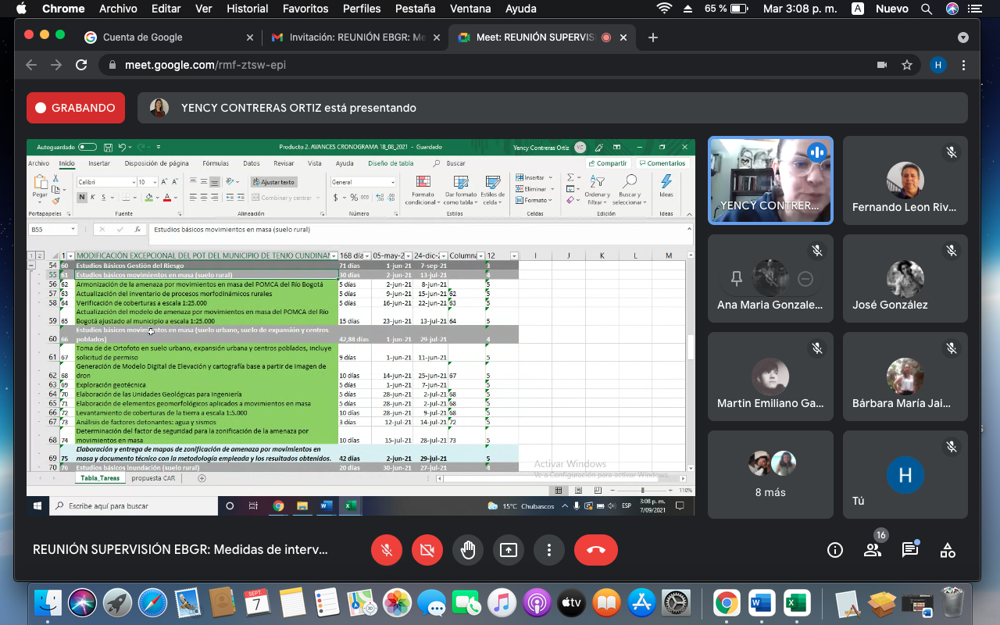 Chrome Archivo Editar Ver Historial Favoritos Perfiles Pestaña Ventana Ayuda 65 % Mar 3:08 p. m. A Nuevo
Cuenta de Google
Invitación: REUNIÓN EBGR: Me
Meet: REUNIÓN SUPERVIS
meet.google.com/rmf-ztsw-epi
H
GRABANDO
YENCY CONTRERAS ORTIZ está presentando
Autoguardado
Producto 2. AVANCES CRONOGRAMA 18_08_2021 - Guardado
Yency Contreras Ortiz YC
Archivo Inicio Insertar Disposición de página Fórmulas Datos Revisar Vista Ayuda Diseño de tabla Buscar Compartir Comentarios
Pegar Calibri 10 Ajustar texto General Formato condicional Dar formato como tabla Estilos de celda Insertar Eliminar Formato Ordenar y filtrar Buscar y seleccionar Ideas
N K S Combinar y centrar $ % 000
Portapapeles Fuente Alineación Número Estilos Celdas Edición Ideas
B55 fx Estudios básicos movimientos en masa (suelo rural)
1 2 1 MODIFICACIÓN EXCEPCIONAL DEL POT DEL MUNICIPIO DE TENJO CUNDINAM 168 día 05-may-2 24-dic-2 Column 12 I J K L M
54 60 Estudios Básicos Gestión del Riesgo 71 días 1-jun-21 7-sep-21 3
55 61 Estudios básicos movimientos en masa (suelo rural) 30 días 2-jun-21 13-jul-21 4
56 62 Armonización de la amenaza por movimientos en masa del POMCA del Río Bogotá 5 días 2-jun-21 8-jun-21 5
57 63 Actualización del inventario de procesos morfodinámicos rurales 5 días 9-jun-21 15-jun-21 62 5
58 64 Verificación de coberturas a escala 1:25.000 5 días 16-jun-21 22-jun-21 63 5
Actualización del modelo de amenaza por movimientos en masa del POMCA del Río
59 65 Bogotá ajustado al municipio a escala 1:25.000 15 días 23-jun-21 13-jul-21 64 5
Estudios básicos movimientos en masa (suelo urbano, suelo de expansión y centros
60 66 poblados) 42,88 días 1-jun-21 29-jul-21 4
Toma de de Ortofoto en suelo urbano, expansión urbana y centros poblados, incluye
61 67 solicitud de permiso 9 días 1-jun-21 11-jun-21 5
Generación de Modelo Digital de Elevación y cartografía base a partir de imagen de
62 68 dron 10 días 14-jun-21 25-jun-21 67 5
63 69 Exploración geotécnica 5 días 1-jun-21 7-jun-21 5
64 70 Elaboración de las Unidades Geológicas para Ingeniería 5 días 28-jun-21 2-jul-21 68 5
65 71 Elaboración de elementos geomorfológicos aplicados a movimientos en masa 5 días 28-jun-21 2-jul-21 68 5
66 72 Levantamiento de coberturas de la tierra a escala 1:5.000 10 días 28-jun-21 9-jul-21 68 5
67 73 Análisis de factores detonantes: agua y sismos 3 días 12-jul-21 14-jul-21 72 5
Determinación del factor de seguridad para la zonificación de la amenaza por
68 74 movimientos en masa 10 días 15-jul-21 28-jul-21 73 5
Elaboración y entrega de mapas de zonificación de amenaza por movimientos en
69 75 masa y documento técnico con la metodología empleada y los resultados obtenidos. 42 días 2-jun-21 29-jul-21 5
70 76 Estudios básicos inundación (suelo rural) 20 días 30-jun-21 27-jul-21 4
Activar Windows
Ve a Configuración para activar Windows.
Tabla_Tareas propuesta CAR
110%
Escribe aquí para buscar
15°C Chubascos ESP 3:08 p. m.
7/09/2021
YENCY CONTRER...
Fernando Leon Riv...
Ana Maria Gonzale...
José González
Martin Emiliano Ga...
Bárbara María Jai...
8 más
H
Tú
REUNIÓN SUPERVISIÓN EBGR: Medidas de interv...
16
SEPT.
7
tv